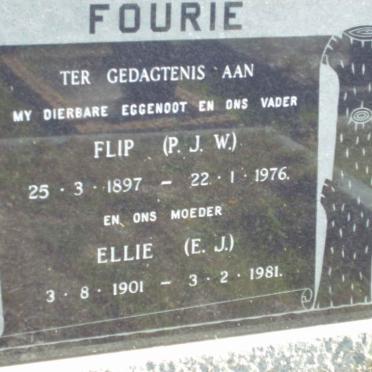 FOURIE
TER GEDAGTENIS AAN
MY DIERBARE EGGENOOT EN ONS VADER
FLIP (P. J. W.)
25 · 3 · 1897 – 22 · 1 · 1976.
EN ONS MOEDER
ELLIE (E. J.)
3 · 8 · 1901 – 3 · 2 · 1981.